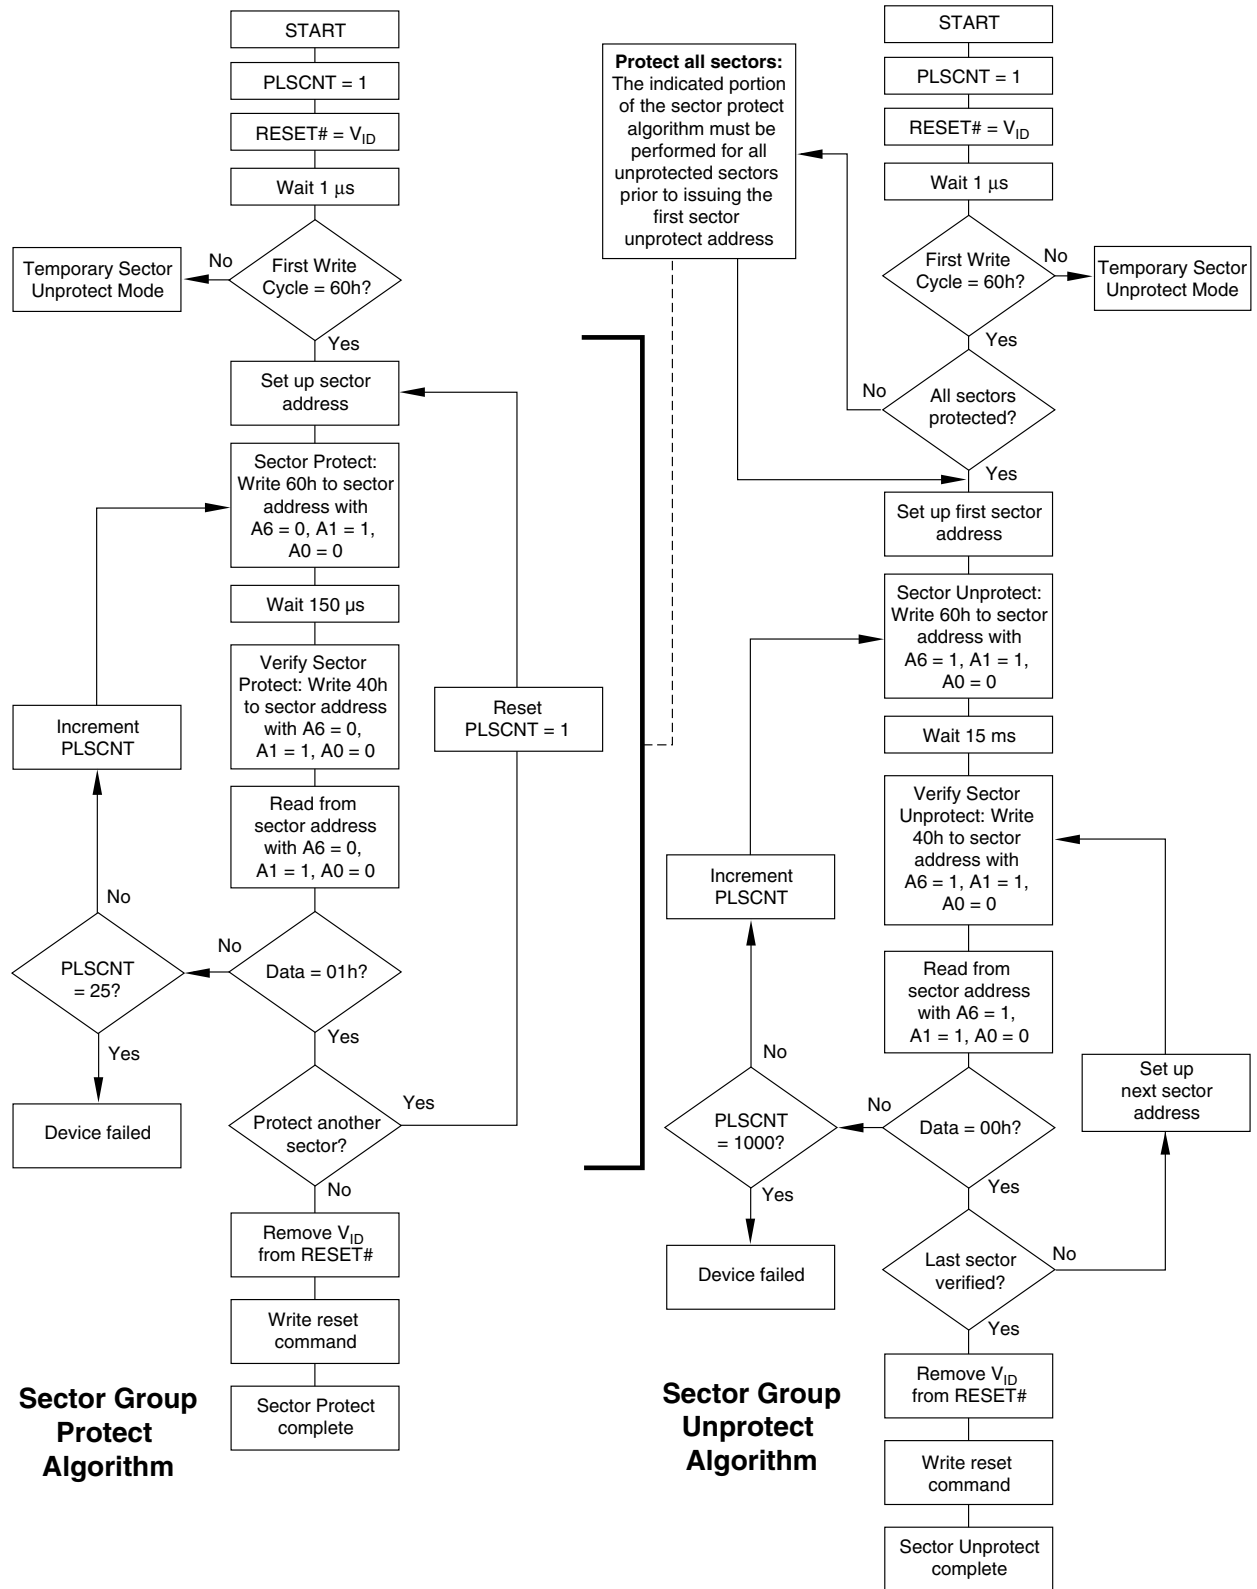 START
PLSCNT = 1
RESET# = VID
Wait 1 μs
First Write
Cycle = 60h?
No
Temporary Sector
Unprotect Mode
Yes
Set up sector
address
Sector Protect:
Write 60h to sector
address with
A6 = 0, A1 = 1,
A0 = 0
Wait 150 µs
Verify Sector
Protect: Write 40h
to sector address
with A6 = 0,
A1 = 1, A0 = 0
Reset
PLSCNT = 1
Increment
PLSCNT
Read from
sector address
with A6 = 0,
A1 = 1, A0 = 0
No
No
PLSCNT
= 25?
Data = 01h?
Yes
Yes
Device failed
Protect another
sector?
Yes
No
Remove VID
from RESET#
Write reset
command
Sector Protect
complete
Sector Group
Protect
Algorithm
Protect all sectors:
The indicated portion
of the sector protect
algorithm must be
performed for all
unprotected sectors
prior to issuing the
first sector
unprotect address
START
PLSCNT = 1
RESET# = VID
Wait 1 μs
First Write
Cycle = 60h?
No
Temporary Sector
Unprotect Mode
Yes
No
All sectors
protected?
Yes
Set up first sector
address
Sector Unprotect:
Write 60h to sector
address with
A6 = 1, A1 = 1,
A0 = 0
Wait 15 ms
Verify Sector
Unprotect: Write
40h to sector
address with
A6 = 1, A1 = 1,
A0 = 0
Increment
PLSCNT
Read from
sector address
with A6 = 1,
A1 = 1, A0 = 0
No
No
PLSCNT
= 1000?
Data = 00h?
Set up
next sector
address
Yes
Yes
Device failed
Last sector
verified?
No
Yes
Remove VID
from RESET#
Write reset
command
Sector Unprotect
complete
Sector Group
Unprotect
Algorithm